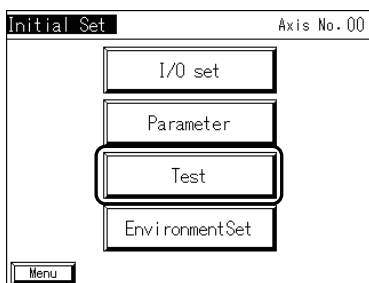 Initial Set Axis No.00
I/O set
Parameter
Test
EnvironmentSet
Menu